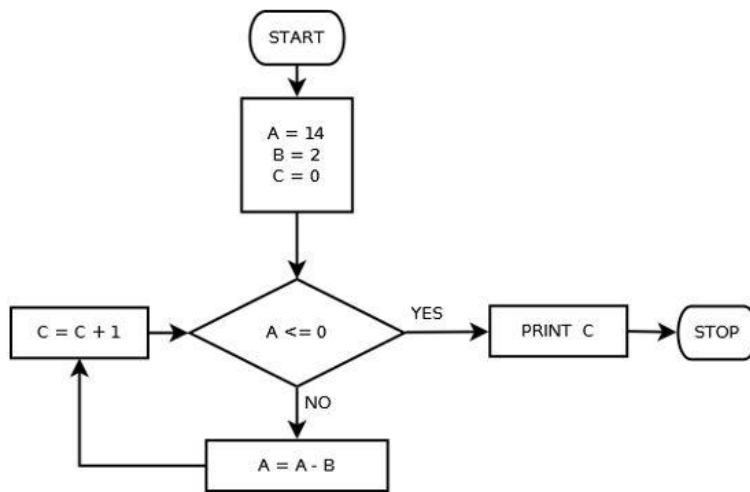 START
A = 14
B = 2
C = 0
C = C + 1
A <= 0
YES
PRINT C
STOP
NO
A = A - B